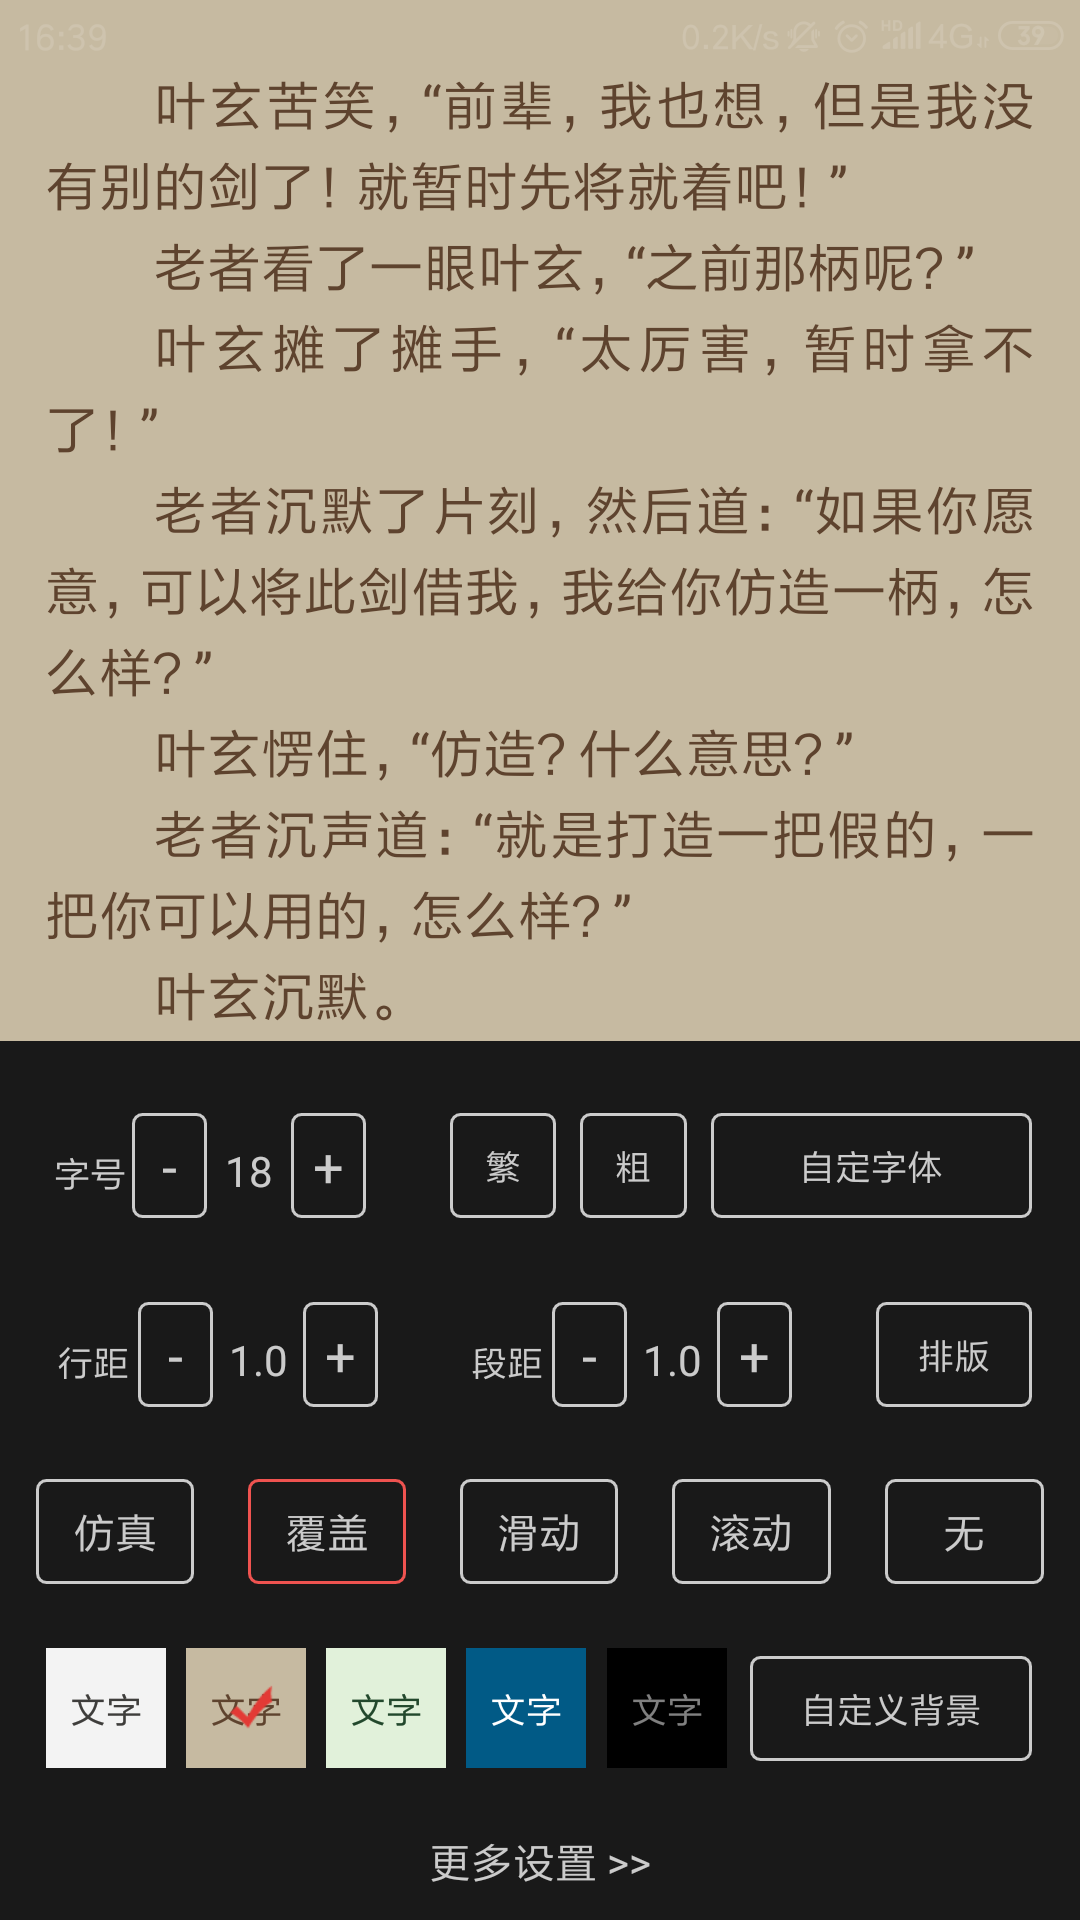 16:39 0.2K/s HD 4G 39
叶玄苦笑，“前辈，我也想，但是我没
有别的剑了！就暂时先将就着吧！”
老者看了一眼叶玄，“之前那柄呢？”
叶玄摊了摊手，“太厉害，暂时拿不
了！”
老者沉默了片刻，然后道：“如果你愿
意，可以将此剑借我，我给你仿造一柄，怎
么样？”
叶玄愣住，“仿造？什么意思？”
老者沉声道：“就是打造一把假的，一
把你可以用的，怎么样？”
叶玄沉默。
字号 - 18 + 繁 粗 自定字体
行距 - 1.0 + 段距 - 1.0 + 排版
仿真 覆盖 滑动 滚动 无
文字 文字 文字 文字 文字 自定义背景
更多设置 >>